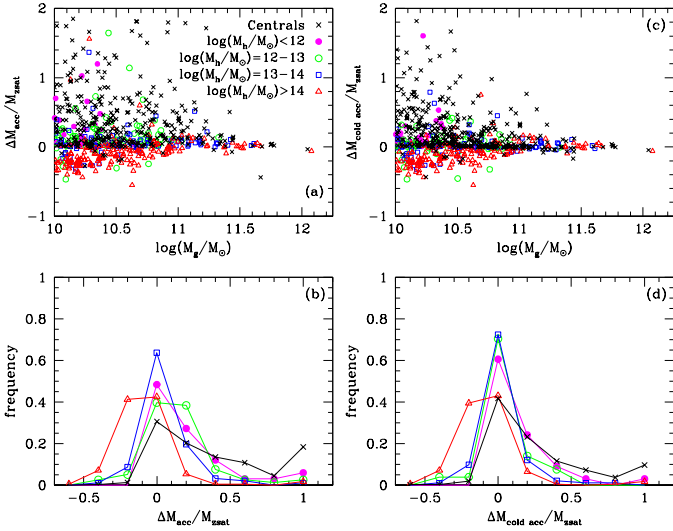 2
1
0
−1
ΔM_acc/M_zsat
Centrals
log(M_h/M_⊙)<12
log(M_h/M_⊙)=12−13
log(M_h/M_⊙)=13−14
log(M_h/M_⊙)>14
(a)
10 10.5 11 11.5 12
log(M_g/M_⊙)
2
1
0
−1
ΔM_cold acc/M_zsat
(c)
10 10.5 11 11.5 12
log(M_g/M_⊙)
1
0.8
0.6
0.4
0.2
0
frequency
(b)
−0.5 0 0.5 1
ΔM_acc/M_zsat
1
0.8
0.6
0.4
0.2
0
frequency
(d)
−0.5 0 0.5 1
ΔM_cold acc/M_zsat